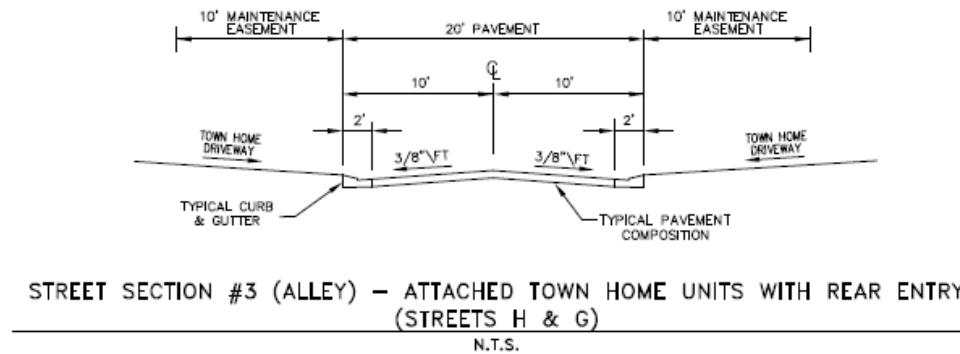 10' MAINTENANCE
EASEMENT
20' PAVEMENT
10' MAINTENANCE
EASEMENT
10'
℄
10'
2'
2'
TOWN HOME
DRIVEWAY
3/8"\FT
3/8"\FT
TOWN HOME
DRIVEWAY
TYPICAL CURB
& GUTTER
TYPICAL PAVEMENT
COMPOSITION
STREET SECTION #3 (ALLEY) – ATTACHED TOWN HOME UNITS WITH REAR ENTRY
(STREETS H & G)
N.T.S.